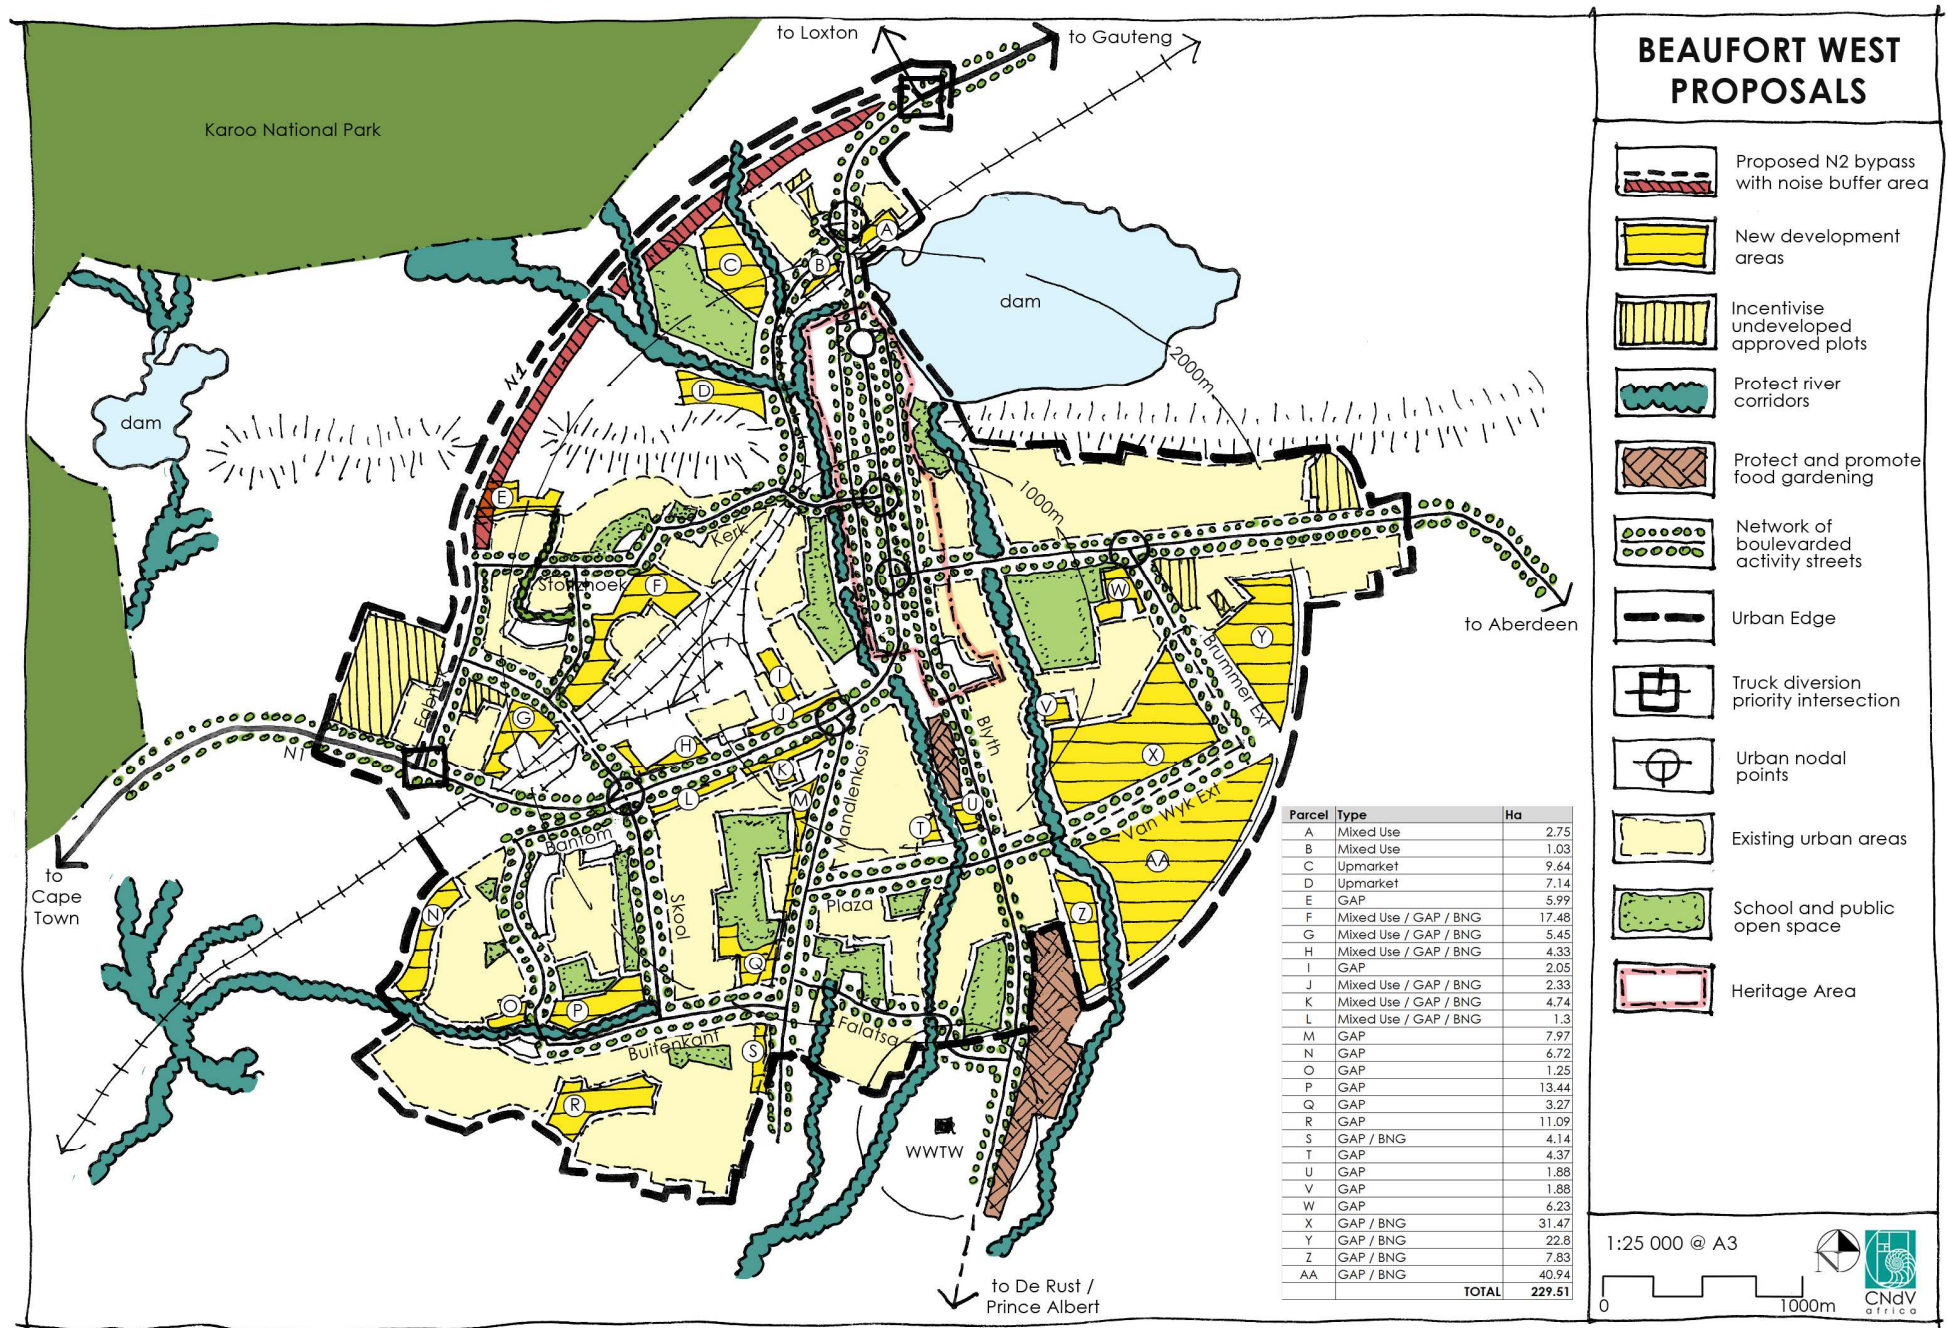 BEAUFORT WEST
PROPOSALS
Proposed N2 bypass
with noise buffer area
New development
areas
Incentivise
undeveloped
approved plots
Protect river
corridors
Protect and promote
food gardening
Network of
boulevarded
activity streets
Urban Edge
Truck diversion
priority intersection
Urban nodal
points
Existing urban areas
School and public
open space
Heritage Area
1:25 000 @ A3
N
0
1000m
CNdV
africa
to Loxton
to Gauteng
Karoo National Park
dam
dam
2000m
1000m
N1
N1
to Aberdeen
to
Cape
Town
to De Rust /
Prince Albert
WWTW
Kerk
Stoltzhoek
Bantom
Skool
Mandlenkosi
Blyth
Brummer Ext
Van Wyk Ext
Plaza
Falatsa
Buitenkant
A
B
C
D
E
F
G
H
I
J
K
L
M
N
O
P
Q
R
S
T
U
V
W
X
Y
Z
AA
Parcel Type Ha
A Mixed Use 2.75
B Mixed Use 1.03
C Upmarket 9.64
D Upmarket 7.14
E GAP 5.99
F Mixed Use / GAP / BNG 17.48
G Mixed Use / GAP / BNG 5.45
H Mixed Use / GAP / BNG 4.33
I GAP 2.05
J Mixed Use / GAP / BNG 2.33
K Mixed Use / GAP / BNG 4.74
L Mixed Use / GAP / BNG 1.3
M GAP 7.97
N GAP 6.72
O GAP 1.25
P GAP 13.44
Q GAP 3.27
R GAP 11.09
S GAP / BNG 4.14
T GAP 4.37
U GAP 1.88
V GAP 1.88
W GAP 6.23
X GAP / BNG 31.47
Y GAP / BNG 22.8
Z GAP / BNG 7.83
AA GAP / BNG 40.94
TOTAL 229.51